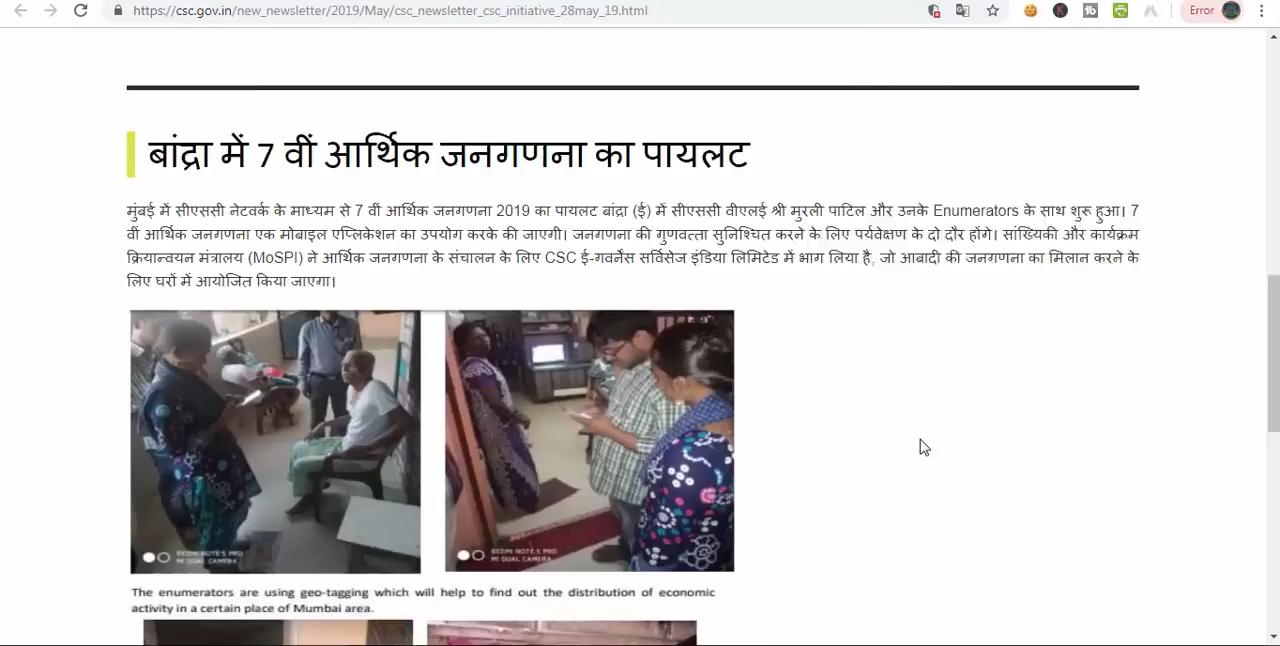 https://csc.gov.in/new_newsletter/2019/May/csc_newsletter_csc_initiative_28may_19.html
Error
बांद्रा में 7 वीं आर्थिक जनगणना का पायलट
मुंबई में सीएससी नेटवर्क के माध्यम से 7 वीं आर्थिक जनगणना 2019 का पायलट बांद्रा (ई) में सीएससी वीएलई श्री मुरली पाटिल और उनके Enumerators के साथ शुरू हुआ। 7
वीं आर्थिक जनगणना एक मोबाइल एप्लिकेशन का उपयोग करके की जाएगी। जनगणना की गुणवत्ता सुनिश्चित करने के लिए पर्यवेक्षण के दो दौर होंगे। सांख्यिकी और कार्यक्रम
क्रियान्वयन मंत्रालय (MoSPI) ने आर्थिक जनगणना के संचालन के लिए CSC ई-गवर्नेंस सर्विसेज इंडिया लिमिटेड में भाग लिया है, जो आबादी की जनगणना का मिलान करने के
लिए घरों में आयोजित किया जाएगा।
REDMI NOTE 5 PRO
MI DUAL CAMERA
REDMI NOTE 5 PRO
MI DUAL CAMERA
The enumerators are using geo-tagging which will help to find out the distribution of economic
activity in a certain place of Mumbai area.